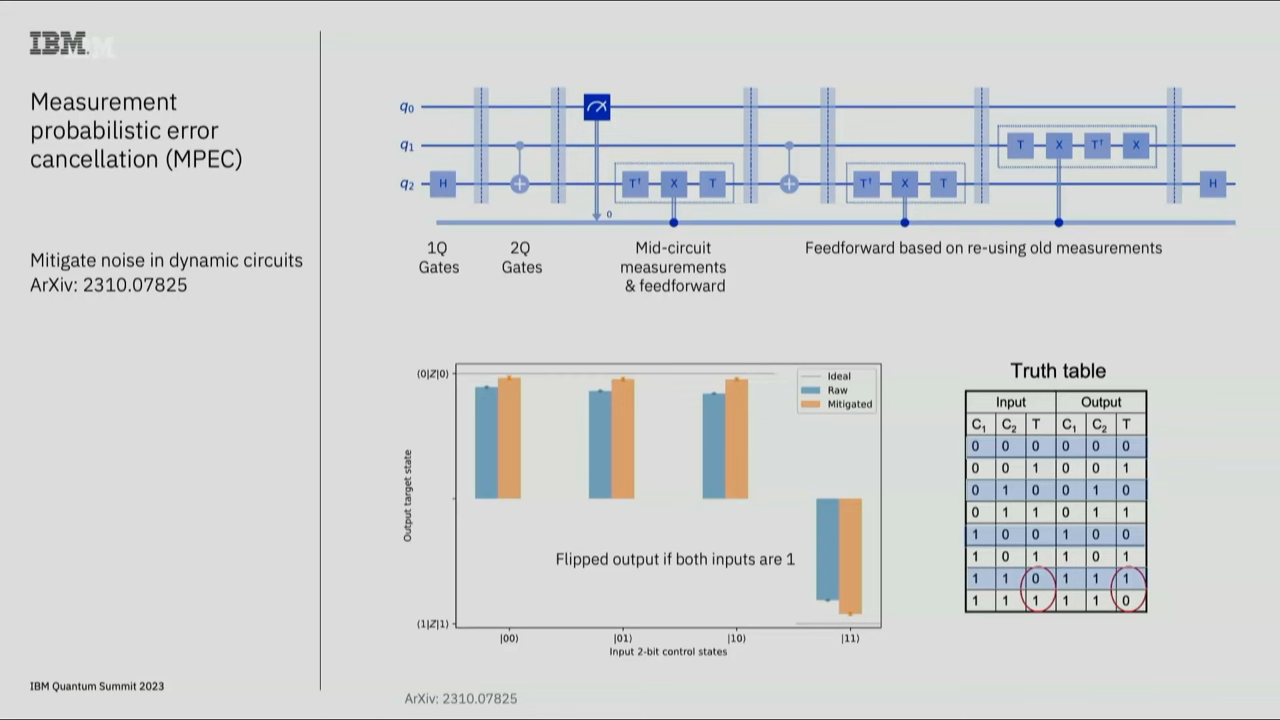 IBM
Measurement
probabilistic error
cancellation (MPEC)
Mitigate noise in dynamic circuits
ArXiv: 2310.07825
IBM Quantum Summit 2023
q₀
q₁
q₂
H
T† X T
0
T† X T
T X T† X
H
1Q
Gates
2Q
Gates
Mid-circuit
measurements
& feedforward
Feedforward based on re-using old measurements
⟨0|Z|0⟩
⟨1|Z|1⟩
Output target state
Ideal
Raw
Mitigated
Flipped output if both inputs are 1
|00⟩ |01⟩ |10⟩ |11⟩
Input 2-bit control states
Truth table
Input Output
C₁ C₂ T C₁ C₂ T
0 0 0 0 0 0
0 0 1 0 0 1
0 1 0 0 1 0
0 1 1 0 1 1
1 0 0 1 0 0
1 0 1 1 0 1
1 1 0 1 1 1
1 1 1 1 1 0
ArXiv: 2310.07825